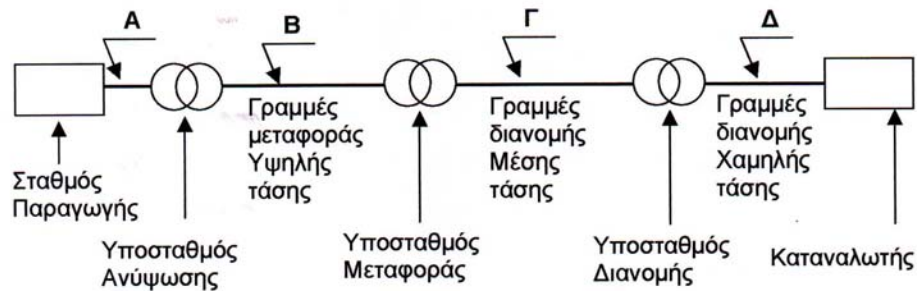 Α
Β
Γ
Δ
Γραμμές
μεταφοράς
Υψηλής
τάσης
Γραμμές
διανομής
Μέσης
τάσης
Γραμμές
διανομής
Χαμηλής
τάσης
Σταθμός
Παραγωγής
Υποσταθμός
Ανύψωσης
Υποσταθμός
Μεταφοράς
Υποσταθμός
Διανομής
Καταναλωτής